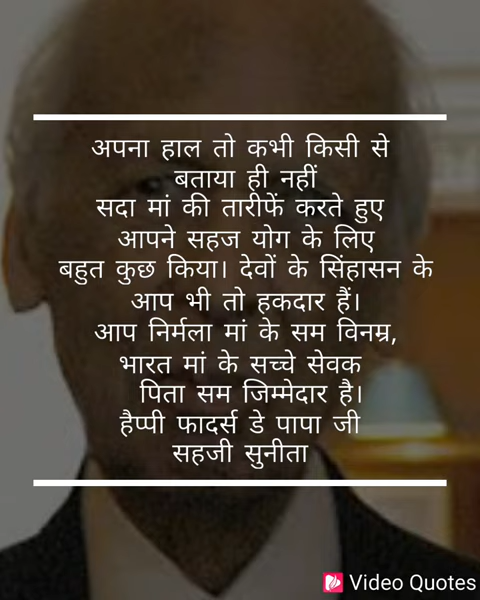 अपना हाल तो कभी किसी से
बताया ही नहीं
सदा मां की तारीफें करते हुए
आपने सहज योग के लिए
बहुत कुछ किया। देवों के सिंहासन के
आप भी तो हकदार हैं।
आप निर्मला मां के सम विनम्र,
भारत मां के सच्चे सेवक
पिता सम जिम्मेदार है।
हैप्पी फादर्स डे पापा जी
सहजी सुनीता
Video Quotes